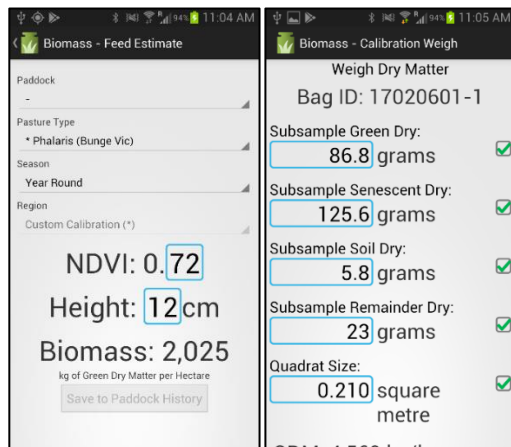 94% 11:04 AM
Biomass - Feed Estimate
Paddock
-
Pasture Type
* Phalaris (Bunge Vic)
Season
Year Round
Region
Custom Calibration (*)
NDVI: 0.72
Height: 12cm
Biomass: 2,025
kg of Green Dry Matter per Hectare
Save to Paddock History
94% 11:05 AM
Biomass - Calibration Weigh
Weigh Dry Matter
Bag ID: 17020601-1
Subsample Green Dry:
86.8 grams
Subsample Senescent Dry:
125.6 grams
Subsample Soil Dry:
5.8 grams
Subsample Remainder Dry:
23 grams
Quadrat Size:
0.210 square
metre